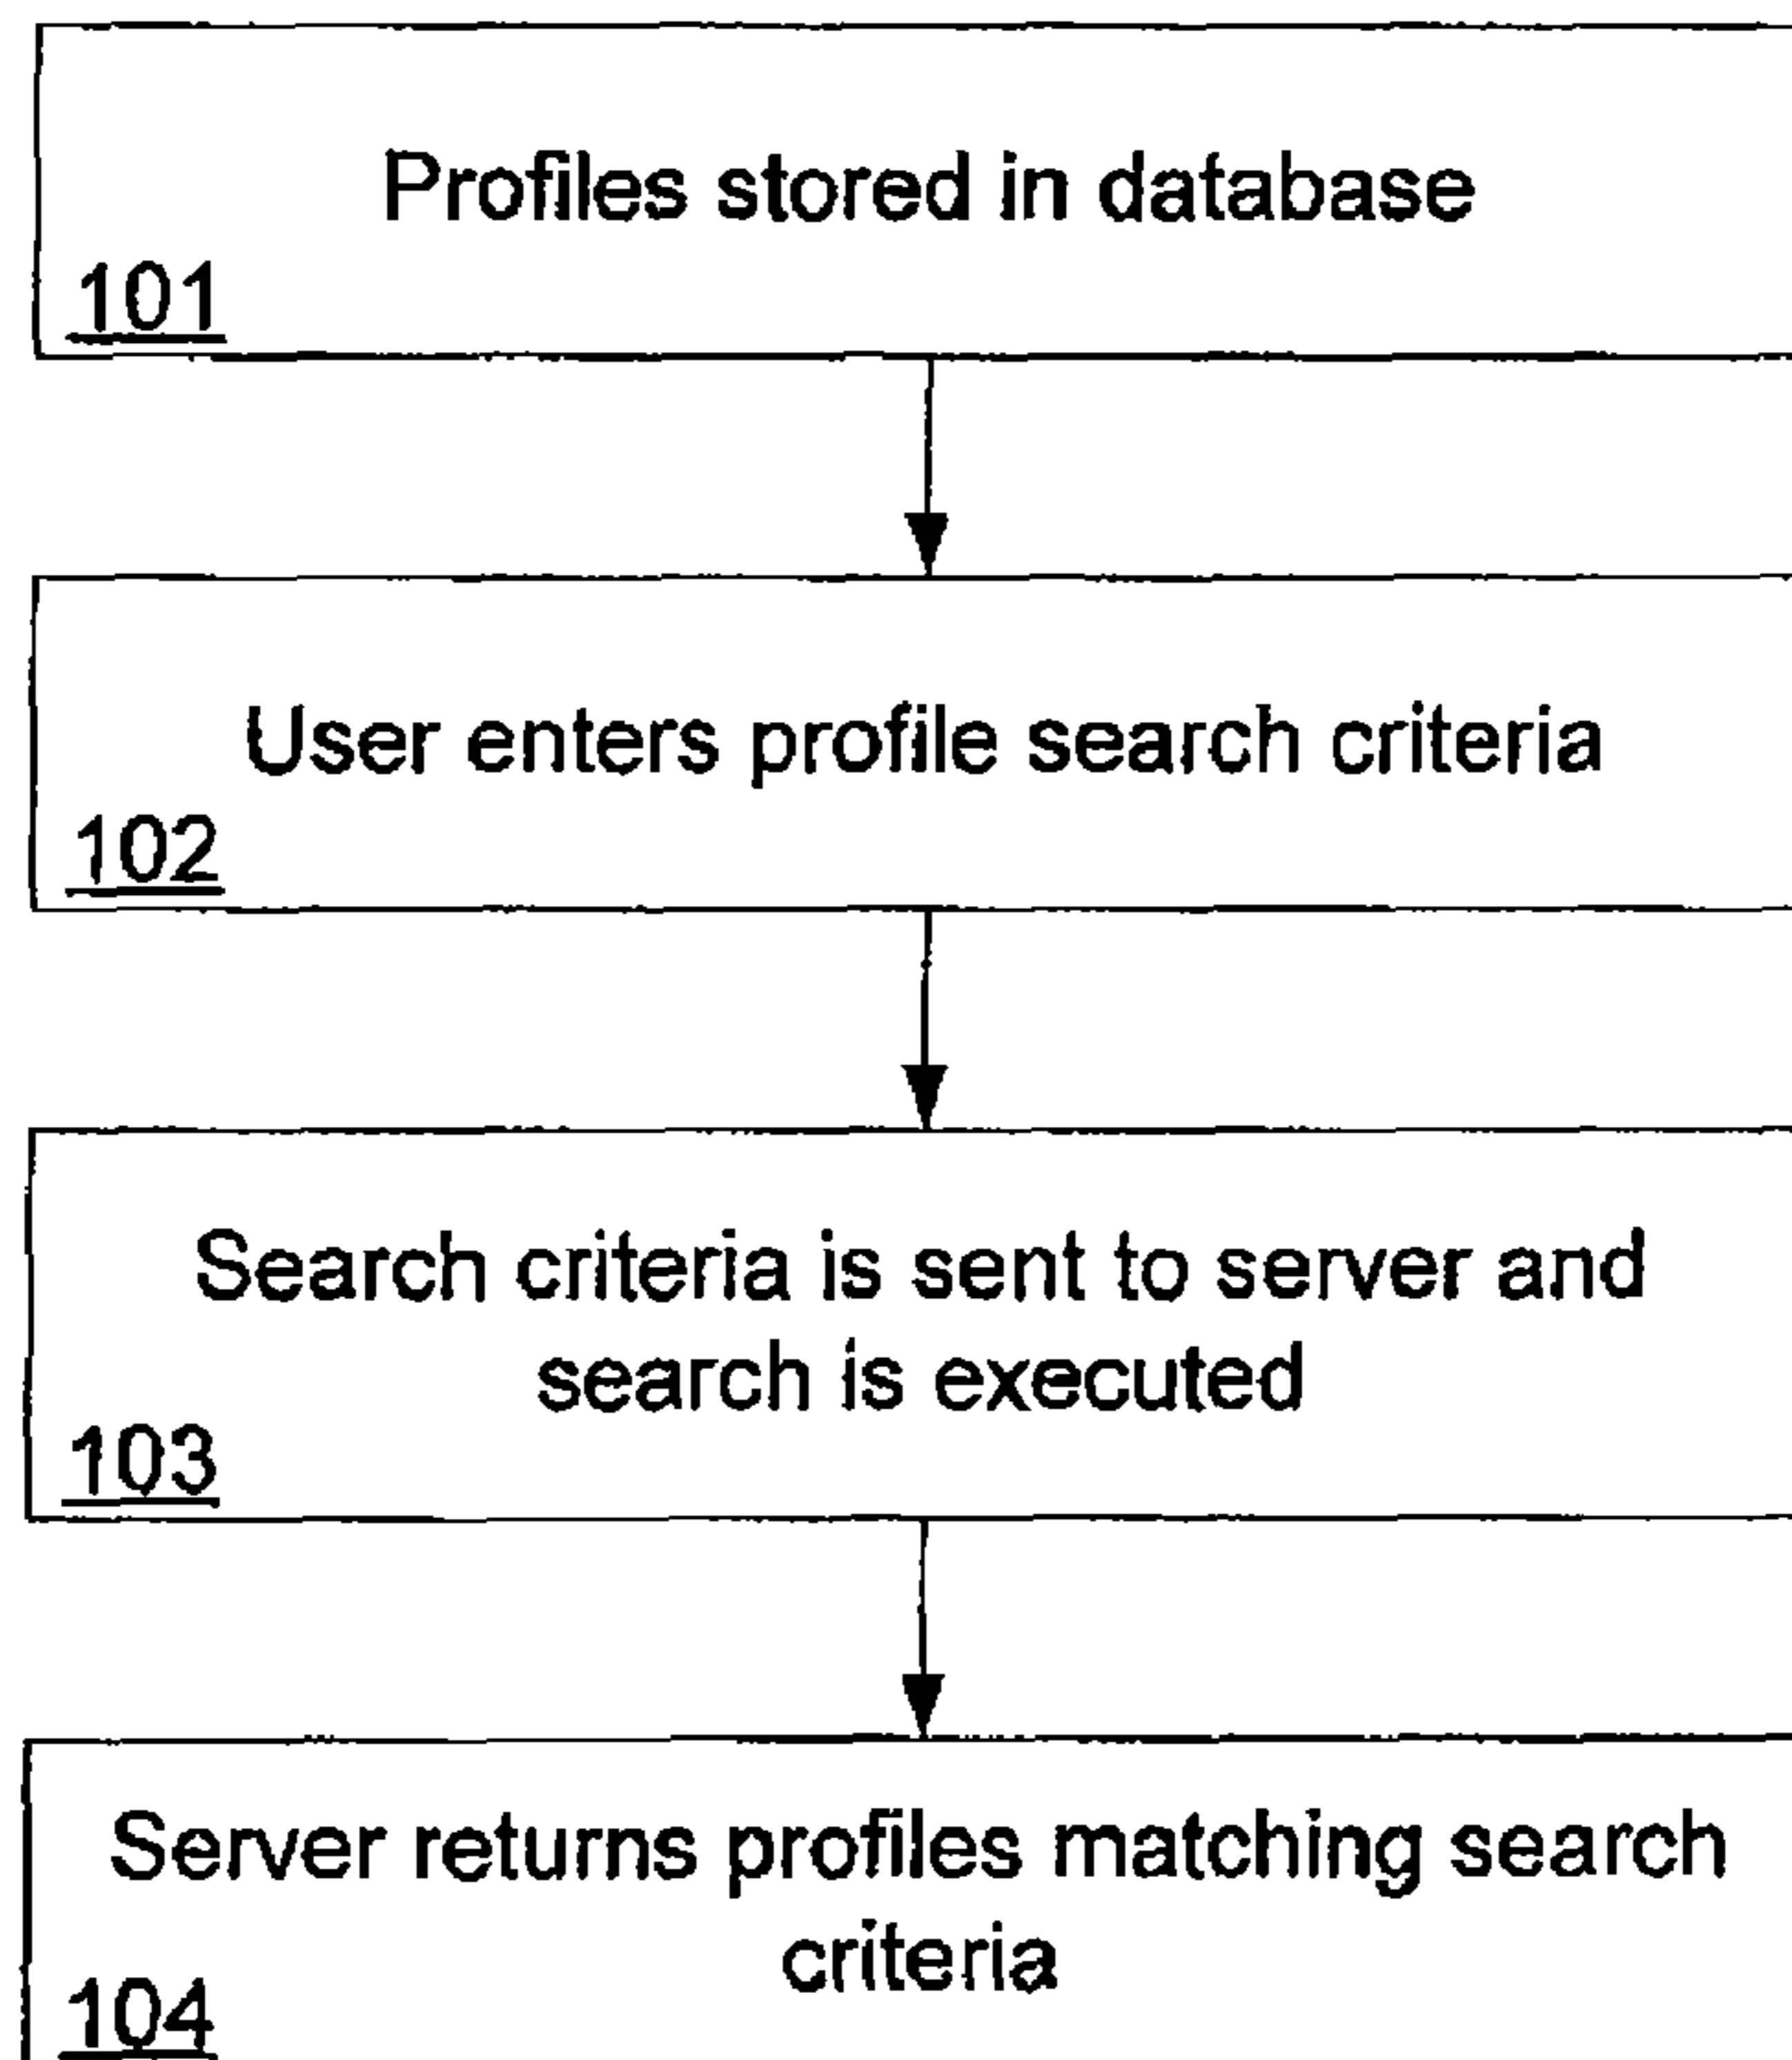 Profiles stored in database
101
User enters profile search criteria
102
Search criteria is sent to server and
search is executed
103
Server returns profiles matching search
criteria
104